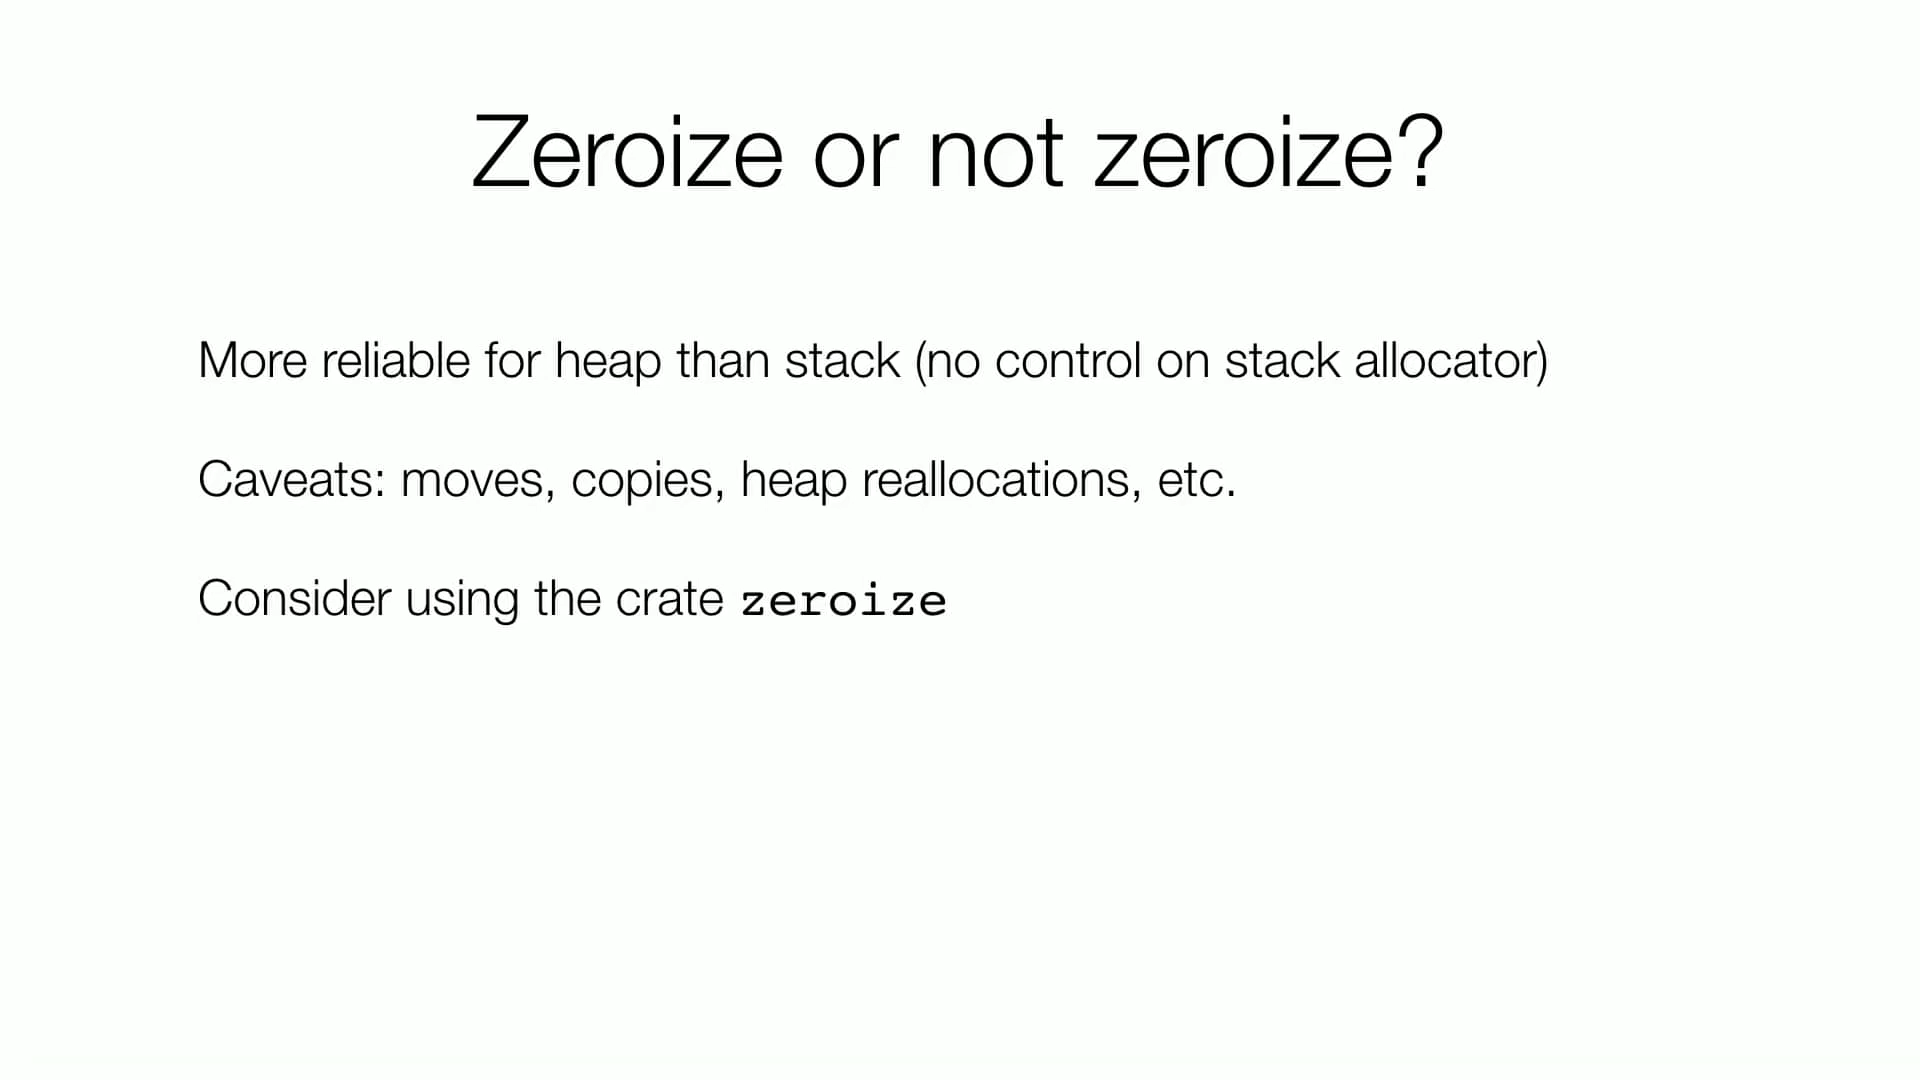 Zeroize or not zeroize?
More reliable for heap than stack (no control on stack allocator)
Caveats: moves, copies, heap reallocations, etc.
Consider using the crate zeroize